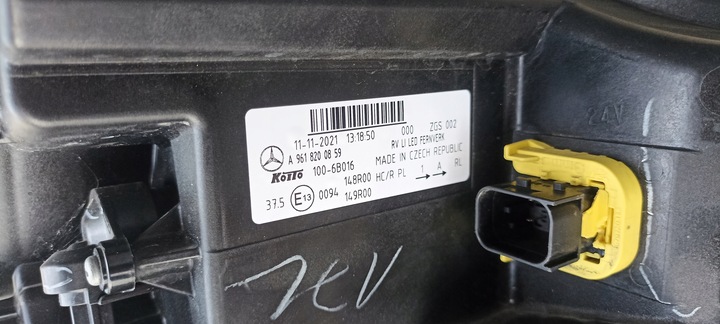 11-11-2021 13:18:50 000 ZGS 002
A 961 820 08 59 RV LI LED FERNVERK
KöTTO 100-6B016 MADE IN CZECH REPUBLIC
148R00 HC/R PL 1 A RL
37.5 E13 0094 149R00
24V